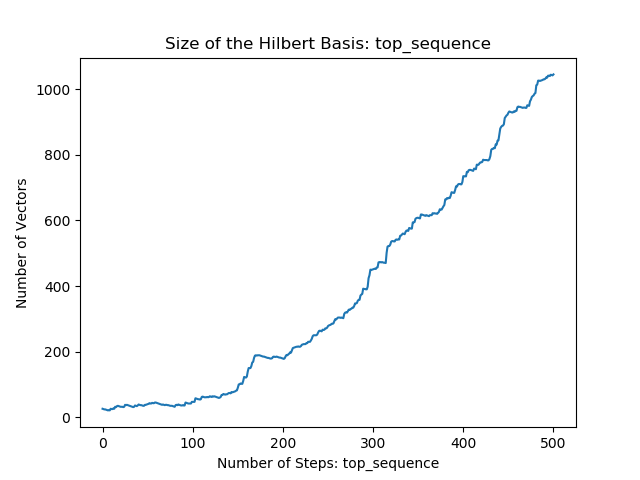 Size of the Hilbert Basis: top_sequence
Number of Vectors
1000
800
600
400
200
0
0 100 200 300 400 500
Number of Steps: top_sequence